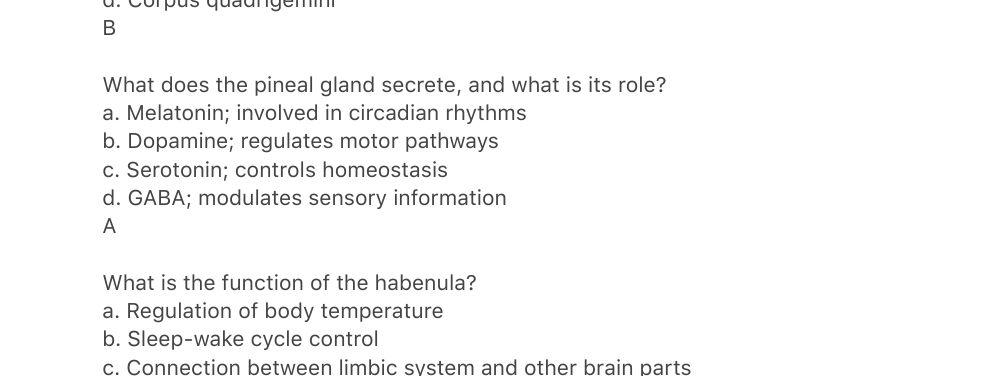 d. Corpus quadrigemini
B
What does the pineal gland secrete, and what is its role?
a. Melatonin; involved in circadian rhythms
b. Dopamine; regulates motor pathways
c. Serotonin; controls homeostasis
d. GABA; modulates sensory information
A
What is the function of the habenula?
a. Regulation of body temperature
b. Sleep-wake cycle control
c. Connection between limbic system and other brain parts